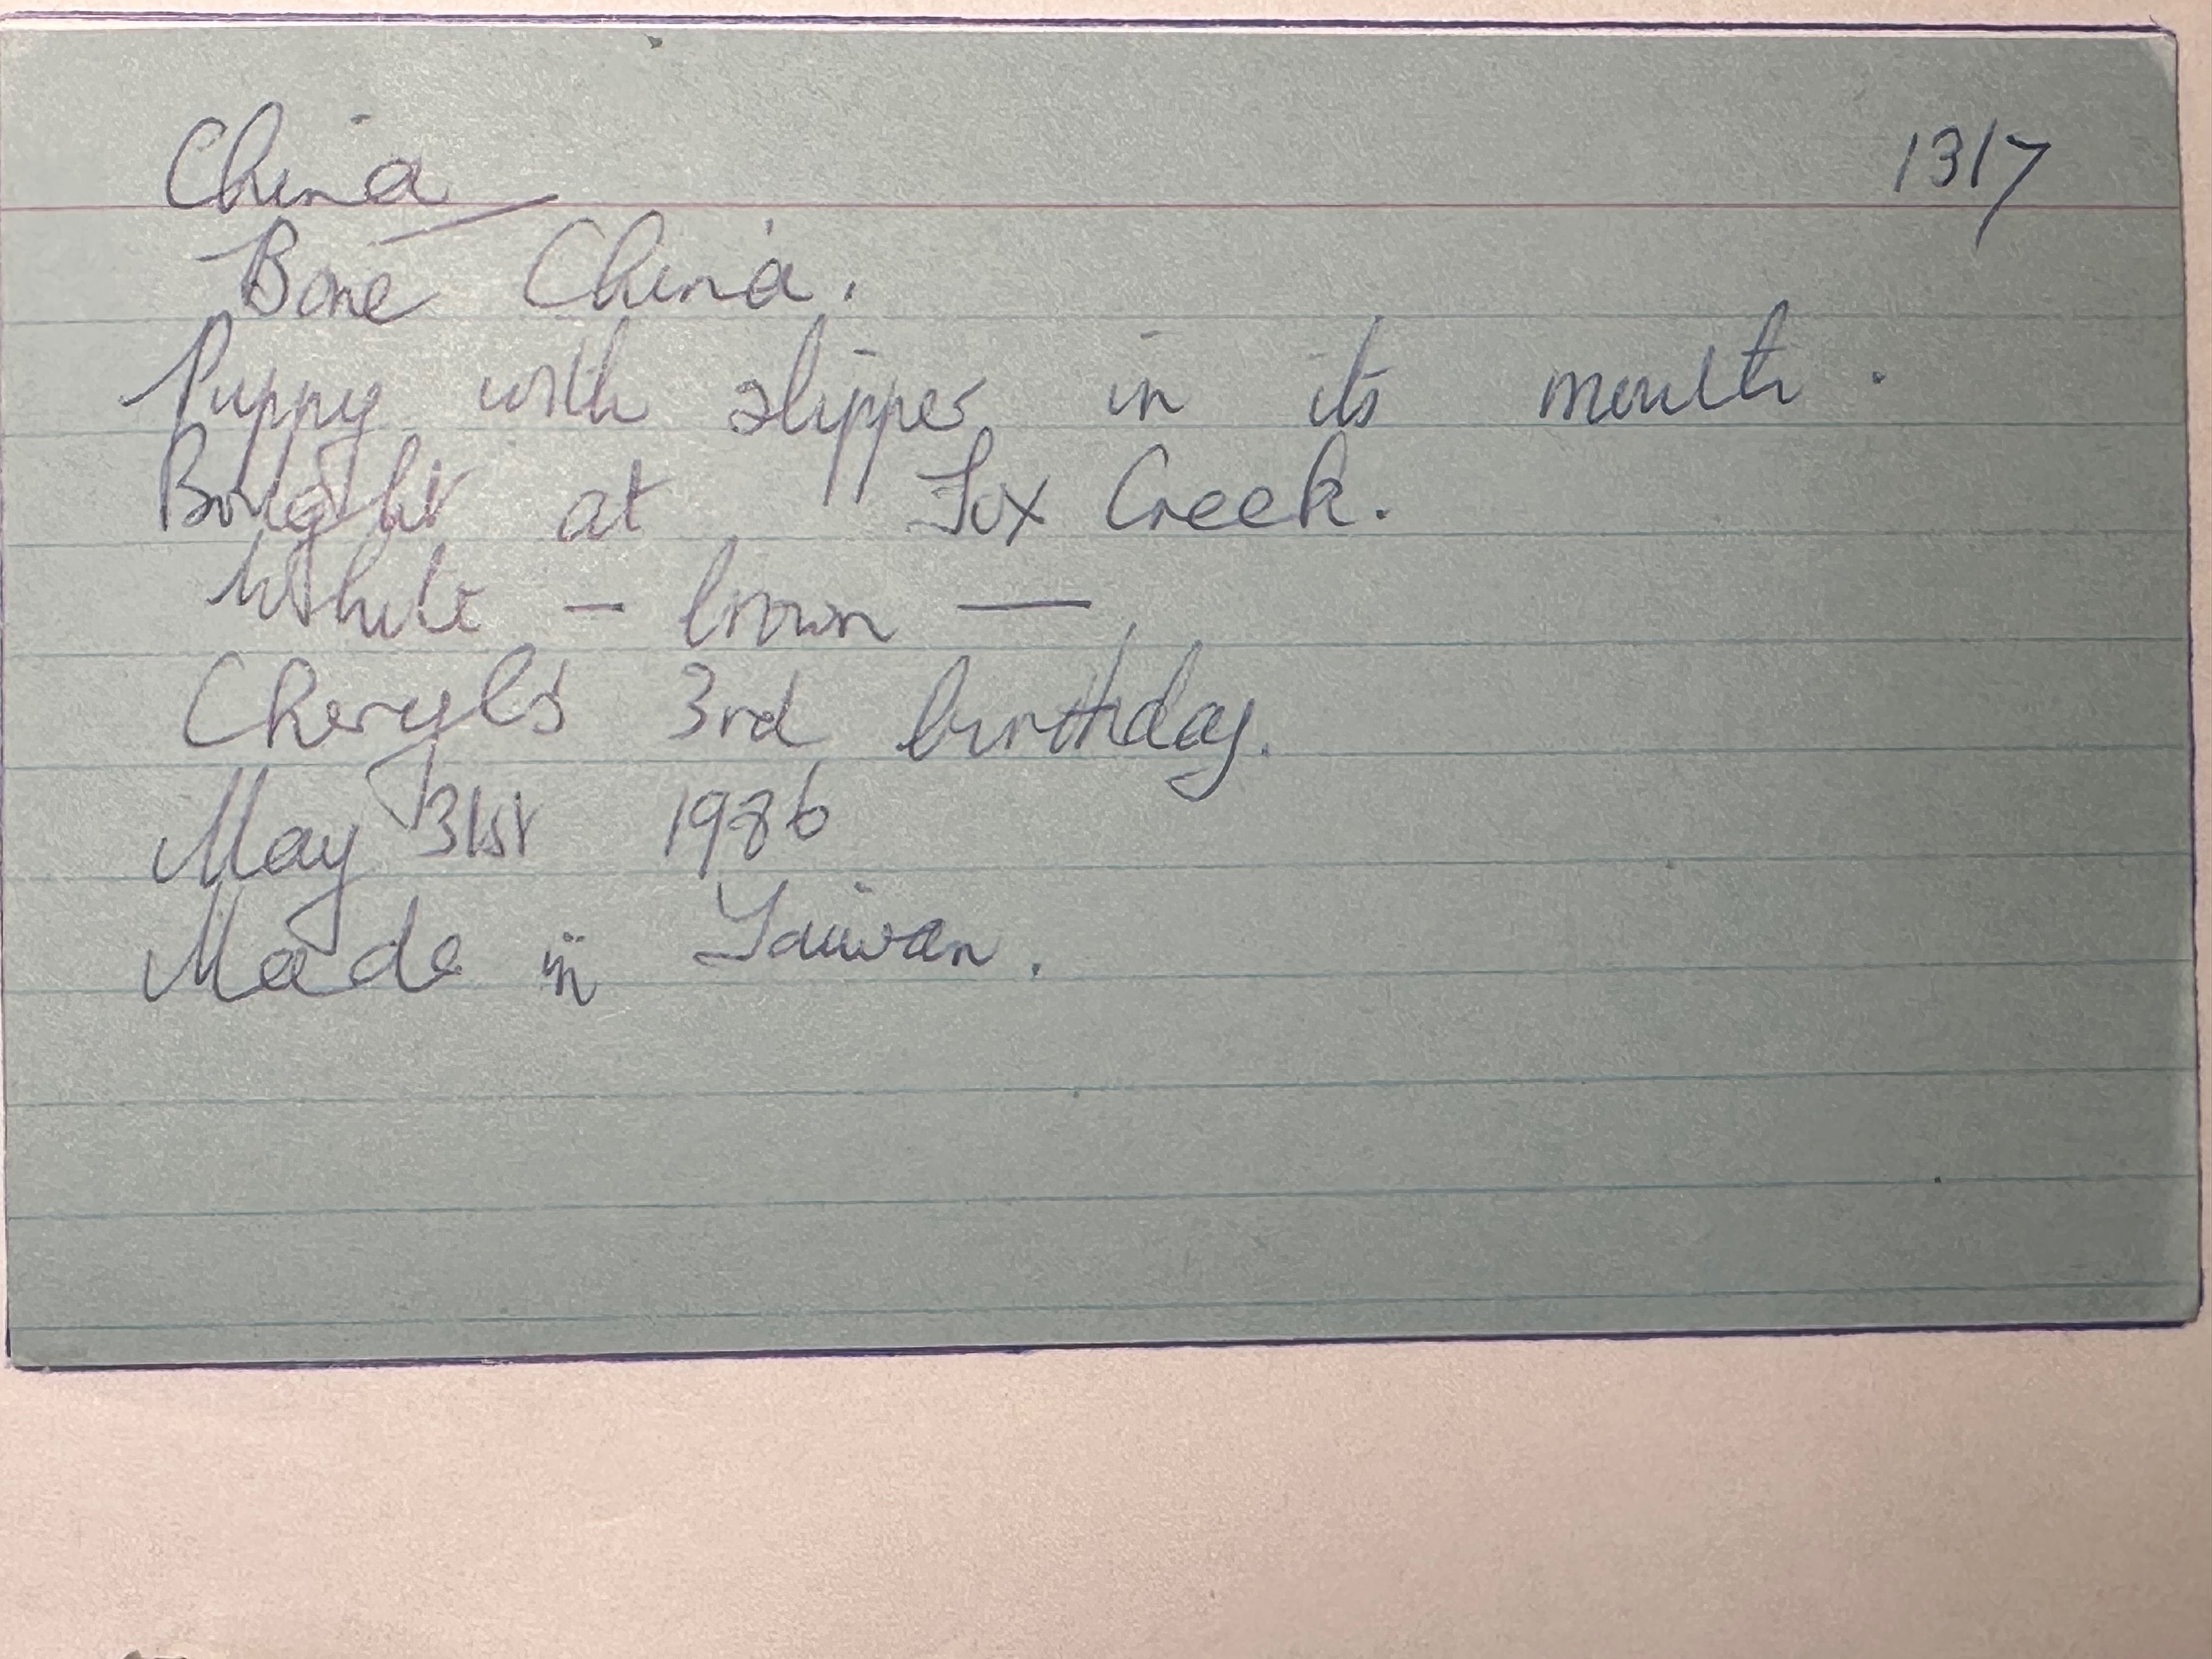 China 1317
Bone China.
Puppy with slipper in its mouth.
Bought at Fox Creek.
White – brown —
Cheryls 3rd birthday.
May 31st 1986
Made in Taiwan.